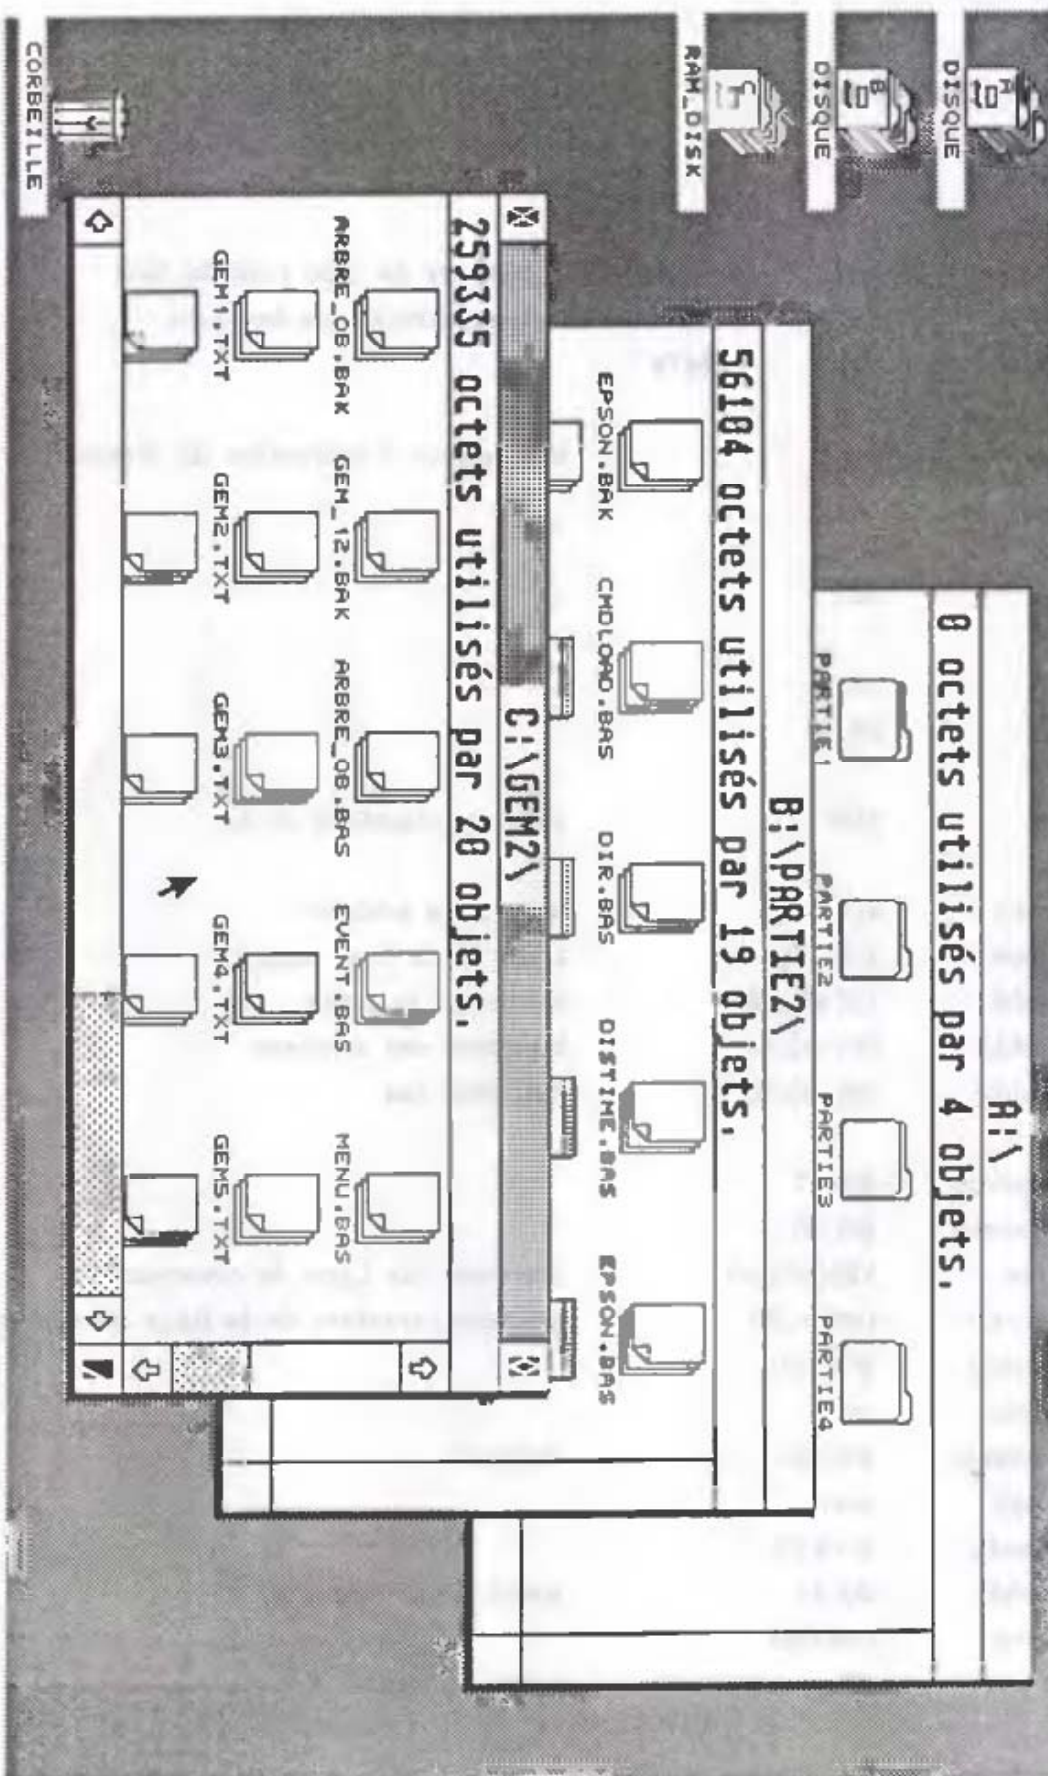 A:\
0 octets utilisés par 4 objets.
PARTIE1 PARTIE2 PARTIE3 PARTIE4
A
DISQUE
B:\PARTIE2\
56104 octets utilisés par 19 objets.
EPSON.BAK CMDLOAD.BAS DIR.BAS DISTIME.BAS EPSON.BAS
B
DISQUE
C
RAM_DISK
C:\GEM2\
259335 octets utilisés par 20 objets.
ARBRE_OB.BAK GEM_12.BAK ARBRE_OB.BAS EVENT.BAS MENU.BAS
GEM1.TXT GEM2.TXT GEM3.TXT GEM4.TXT GEM5.TXT
CORBEILLE